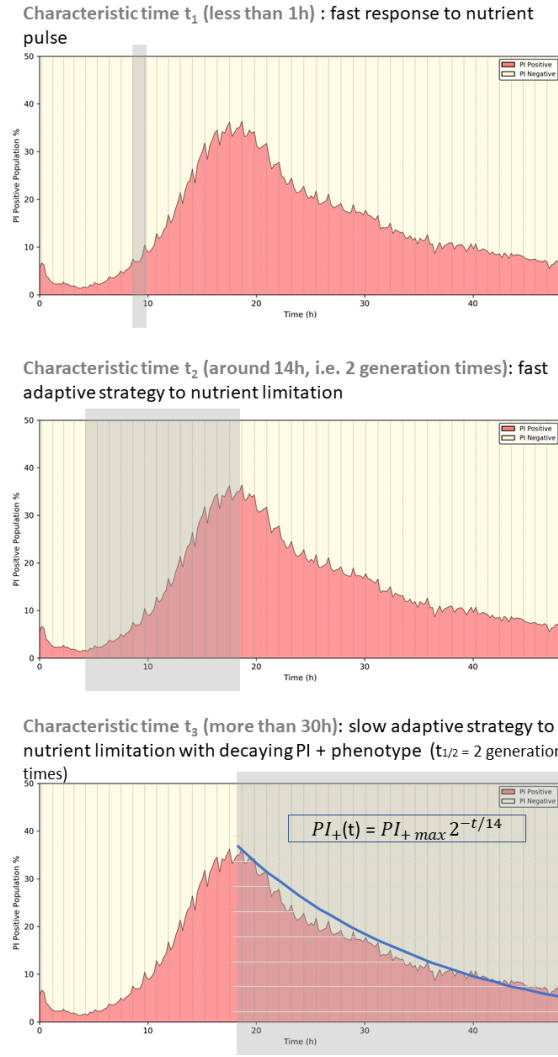 Characteristic time t₁ (less than 1h) : fast response to nutrient
pulse
50
40
30
20
10
0
PI Positive Population %
PI Positive
PI Negative
0 10 20 30 40
Time (h)
Characteristic time t₂ (around 14h, i.e. 2 generation times): fast
adaptive strategy to nutrient limitation
50
40
30
20
10
0
PI Positive Population %
PI Positive
PI Negative
0 10 20 30 40
Time (h)
Characteristic time t₃ (more than 30h): slow adaptive strategy to
nutrient limitation with decaying PI + phenotype (t1/2 = 2 generation
times)
50
40
30
20
10
0
PI Positive Population %
PI Positive
PI Negative
PI₊(t) = PI₊ max 2^−t/14
0 10 20 30 40
Time (h)